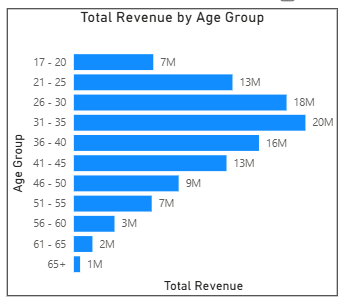 Total Revenue by Age Group
17 - 20 7M
21 - 25 13M
26 - 30 18M
31 - 35 20M
36 - 40 16M
41 - 45 13M
46 - 50 9M
51 - 55 7M
56 - 60 3M
61 - 65 2M
65+ 1M
Age Group
Total Revenue